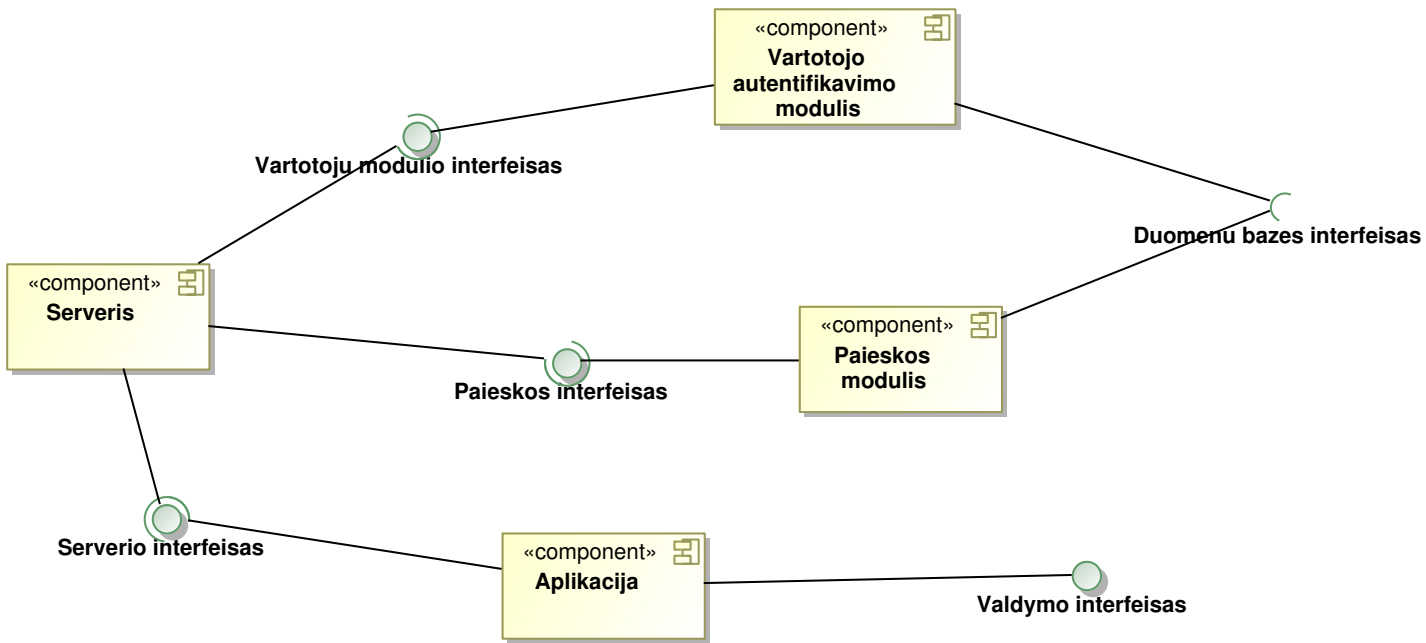 «component»
Vartotojo
autentifikavimo
modulis
Vartotoju modulio interfeisas
Duomenu bazes interfeisas
«component»
Serveris
«component»
Paieskos
modulis
Paieskos interfeisas
Serverio interfeisas
«component»
Aplikacija
Valdymo interfeisas